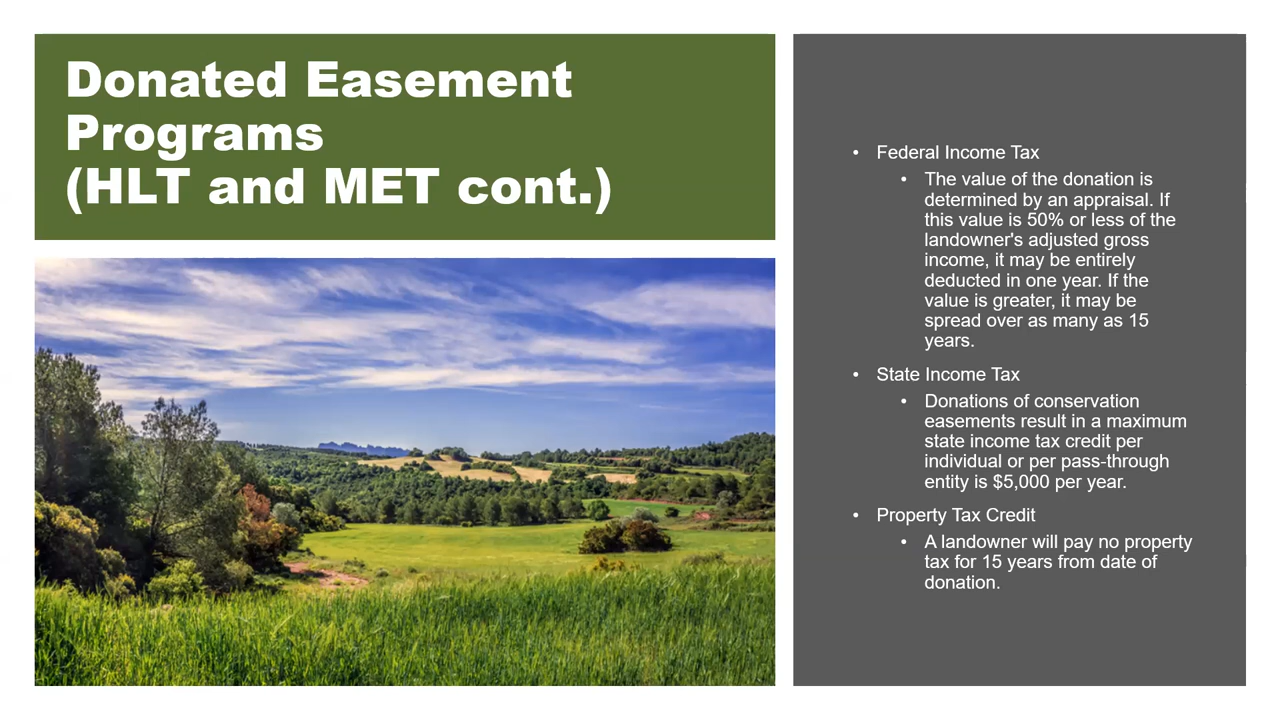 Donated Easement
Programs
(HLT and MET cont.)
• Federal Income Tax
• The value of the donation is
determined by an appraisal. If
this value is 50% or less of the
landowner's adjusted gross
income, it may be entirely
deducted in one year. If the
value is greater, it may be
spread over as many as 15
years.
• State Income Tax
• Donations of conservation
easements result in a maximum
state income tax credit per
individual or per pass-through
entity is $5,000 per year.
• Property Tax Credit
• A landowner will pay no property
tax for 15 years from date of
donation.